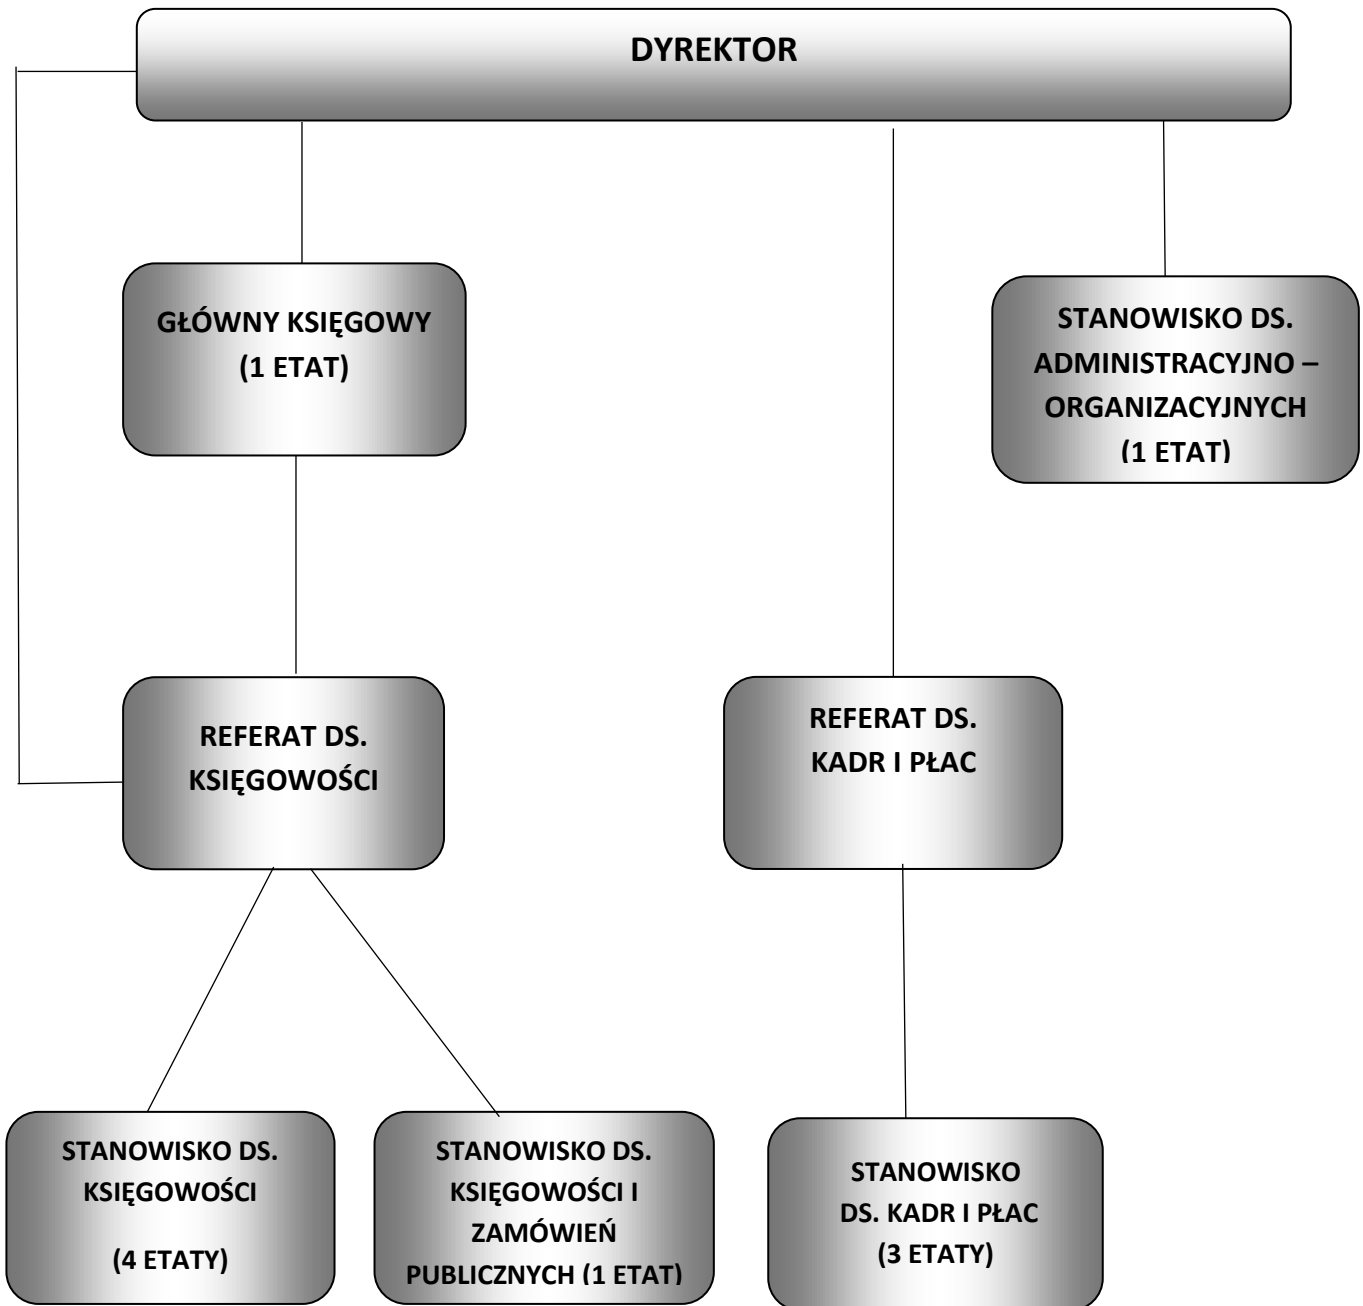 DYREKTOR
GŁÓWNY KSIĘGOWY
(1 ETAT)
STANOWISKO DS.
ADMINISTRACYJNO –
ORGANIZACYJNYCH
(1 ETAT)
REFERAT DS.
KSIĘGOWOŚCI
REFERAT DS.
KADR I PŁAC
STANOWISKO DS.
KSIĘGOWOŚCI
(4 ETATY)
STANOWISKO DS.
KSIĘGOWOŚCI I
ZAMÓWIEŃ
PUBLICZNYCH (1 ETAT)
STANOWISKO
DS. KADR I PŁAC
(3 ETATY)